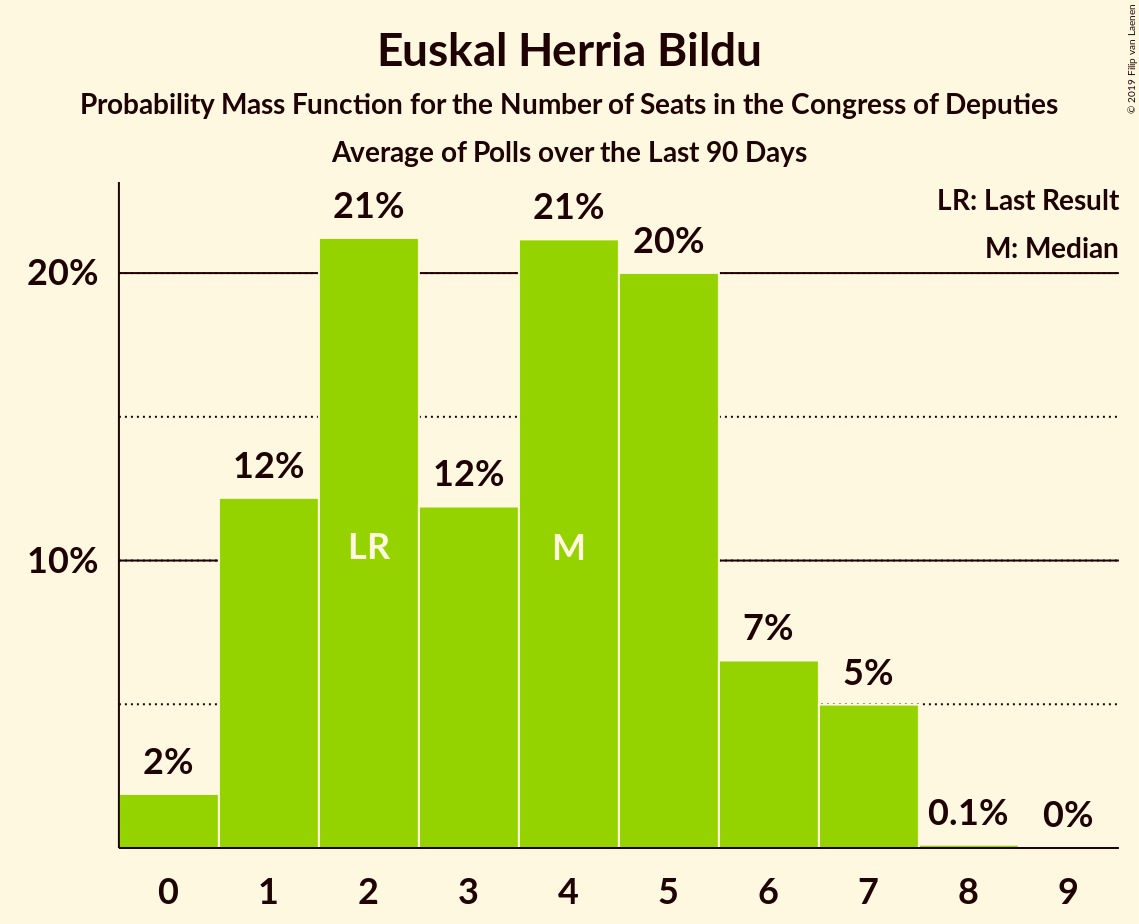 Euskal Herria Bildu
Probability Mass Function for the Number of Seats in the Congress of Deputies
Average of Polls over the Last 90 Days
© 2019 Filip van Laenen
LR: Last Result
M: Median
20%
10%
2%
12%
21%
12%
21%
20%
7%
5%
0.1%
0%
LR
M
0 1 2 3 4 5 6 7 8 9